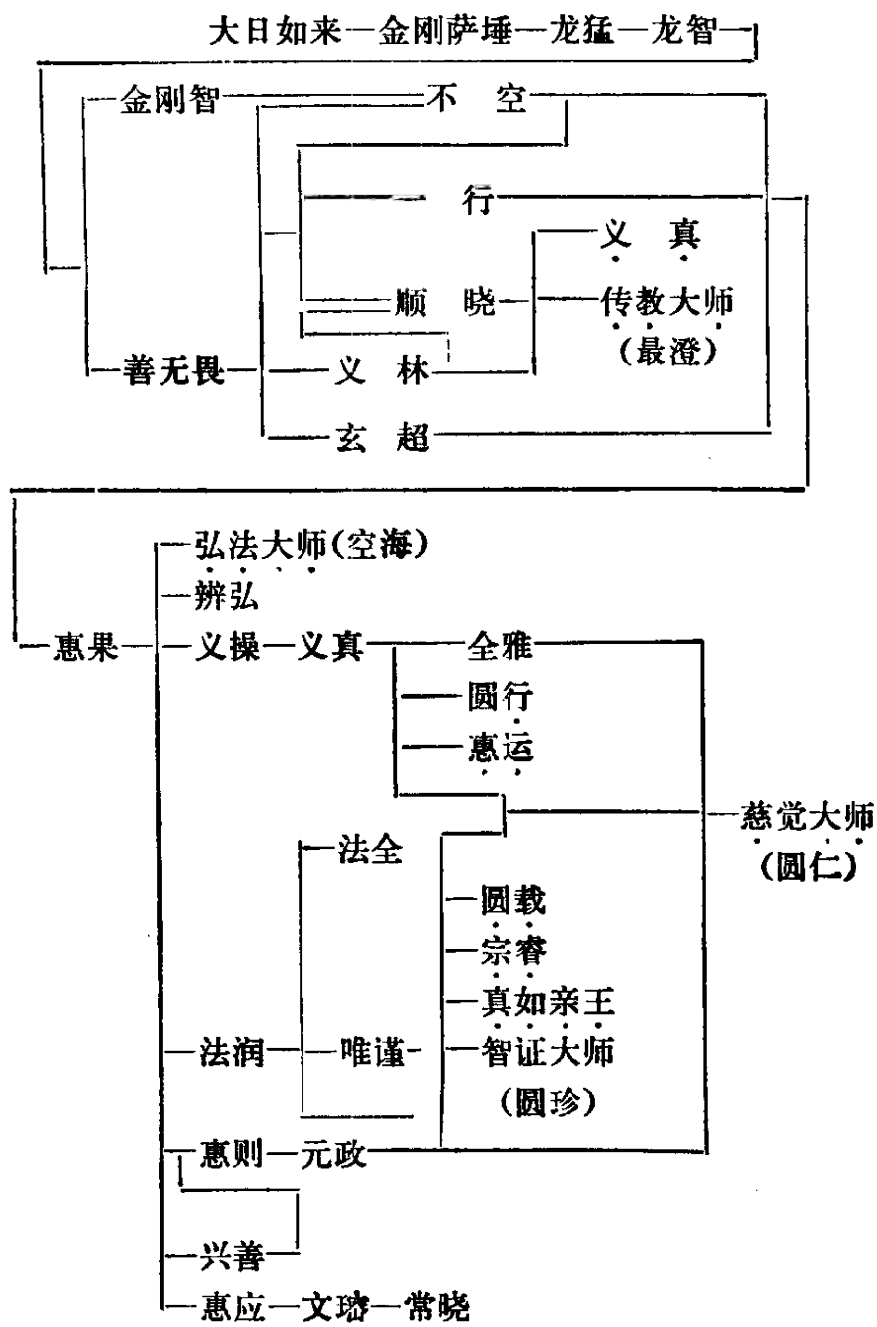 大日如来—金刚萨埵—龙猛—龙智
金刚智 不 空
一 行
义 真
顺 晓 传教大师
(最澄)
善无畏 义 林
玄 超
弘法大师(空海)
辨弘
惠果 义操—义真 全雅
圆行
惠运
慈觉大师
法全 (圆仁)
圆载
宗睿
真如亲王
法润 唯谨 智证大师
(圆珍)
惠则—元政
兴善
惠应—文璿—常晓